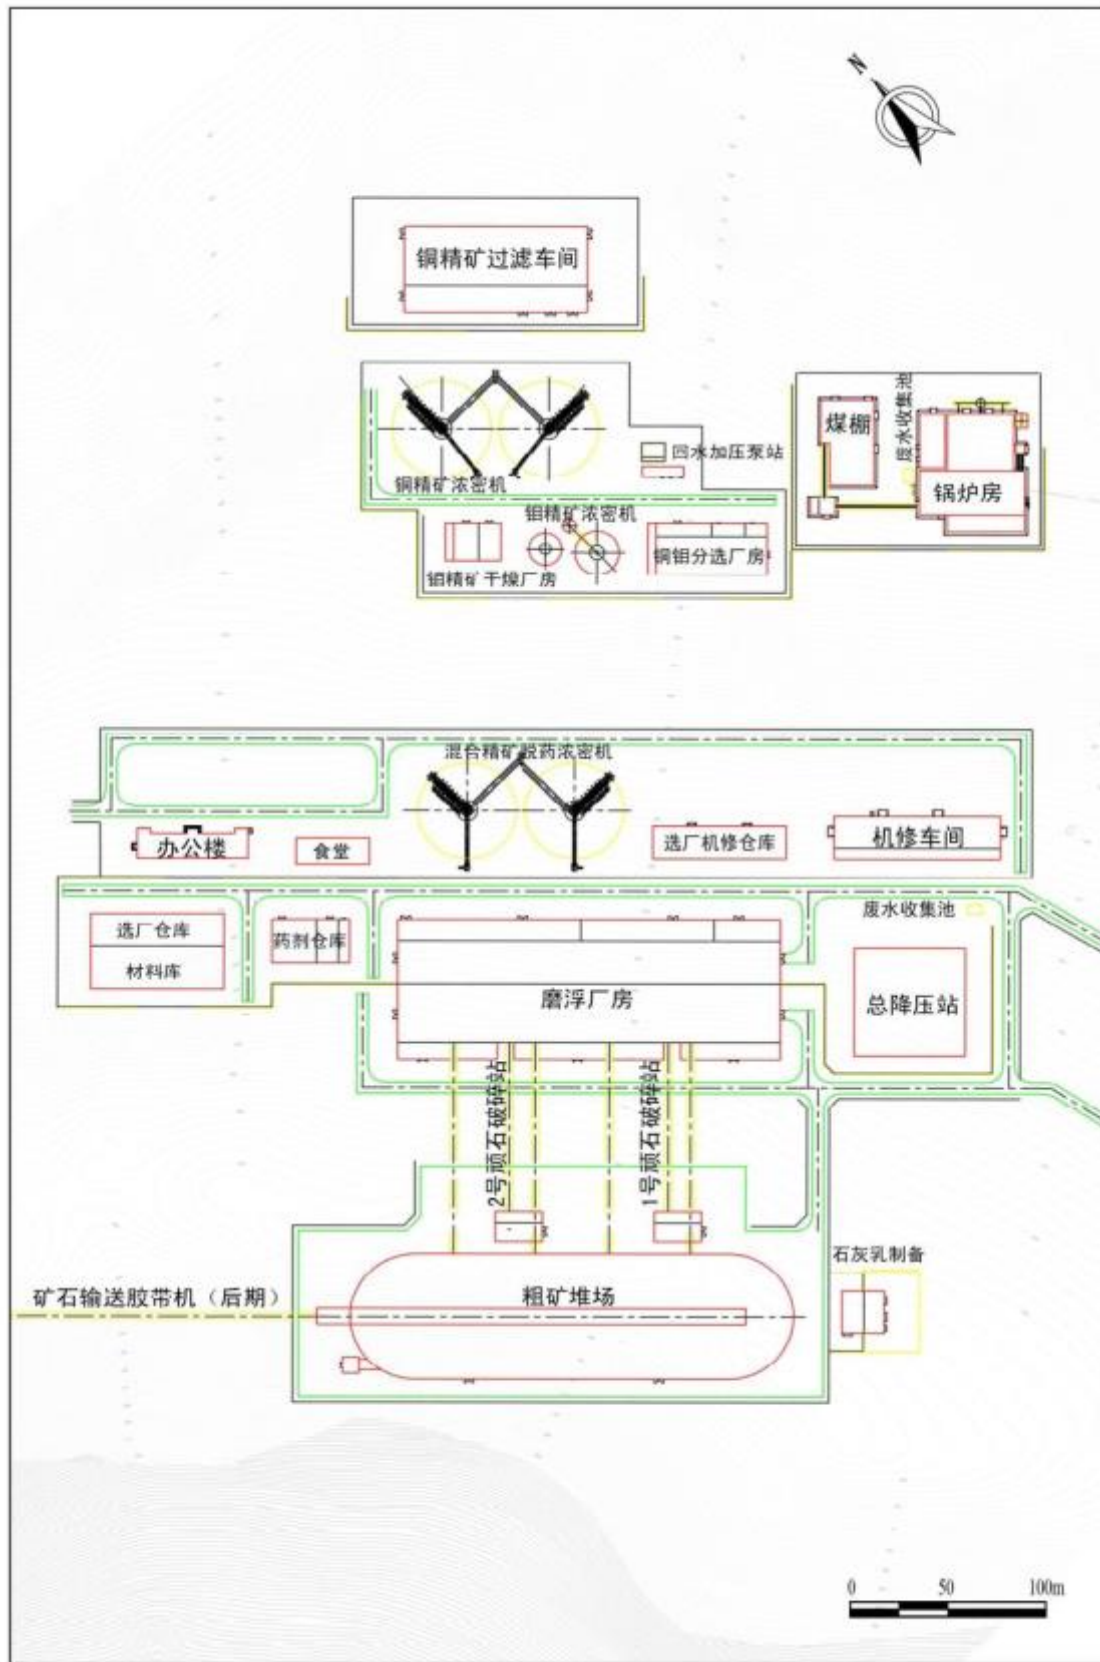 N
铜精矿过滤车间
煤棚
废水收集池
锅炉房
回水加压泵站
铜精矿浓密机
钼精矿浓密机
铜钼分选厂房
钼精矿干燥厂房
混合精矿脱药浓密机
办公楼
食堂
选厂机修仓库
机修车间
选厂仓库
材料库
药剂仓库
废水收集池
磨浮厂房
总降压站
2号顽石破碎站
1号顽石破碎站
石灰乳制备
矿石输送胶带机（后期）
粗矿堆场
0 50 100m